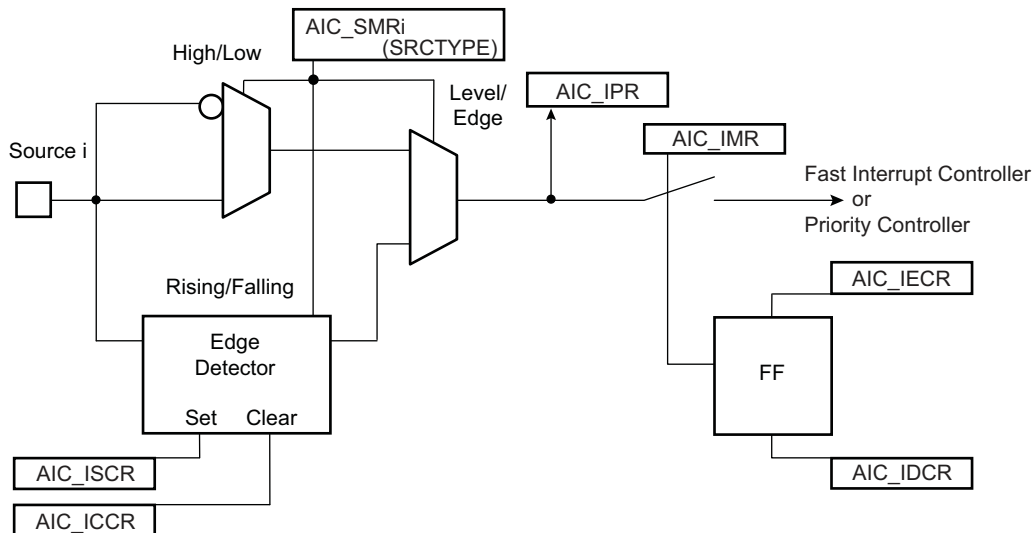 AIC_SMRi
(SRCTYPE)
High/Low
Level/
Edge
AIC_IPR
AIC_IMR
Source i
Fast Interrupt Controller
or
Priority Controller
Rising/Falling
AIC_IECR
Edge
Detector
FF
Set Clear
AIC_ISCR
AIC_IDCR
AIC_ICCR